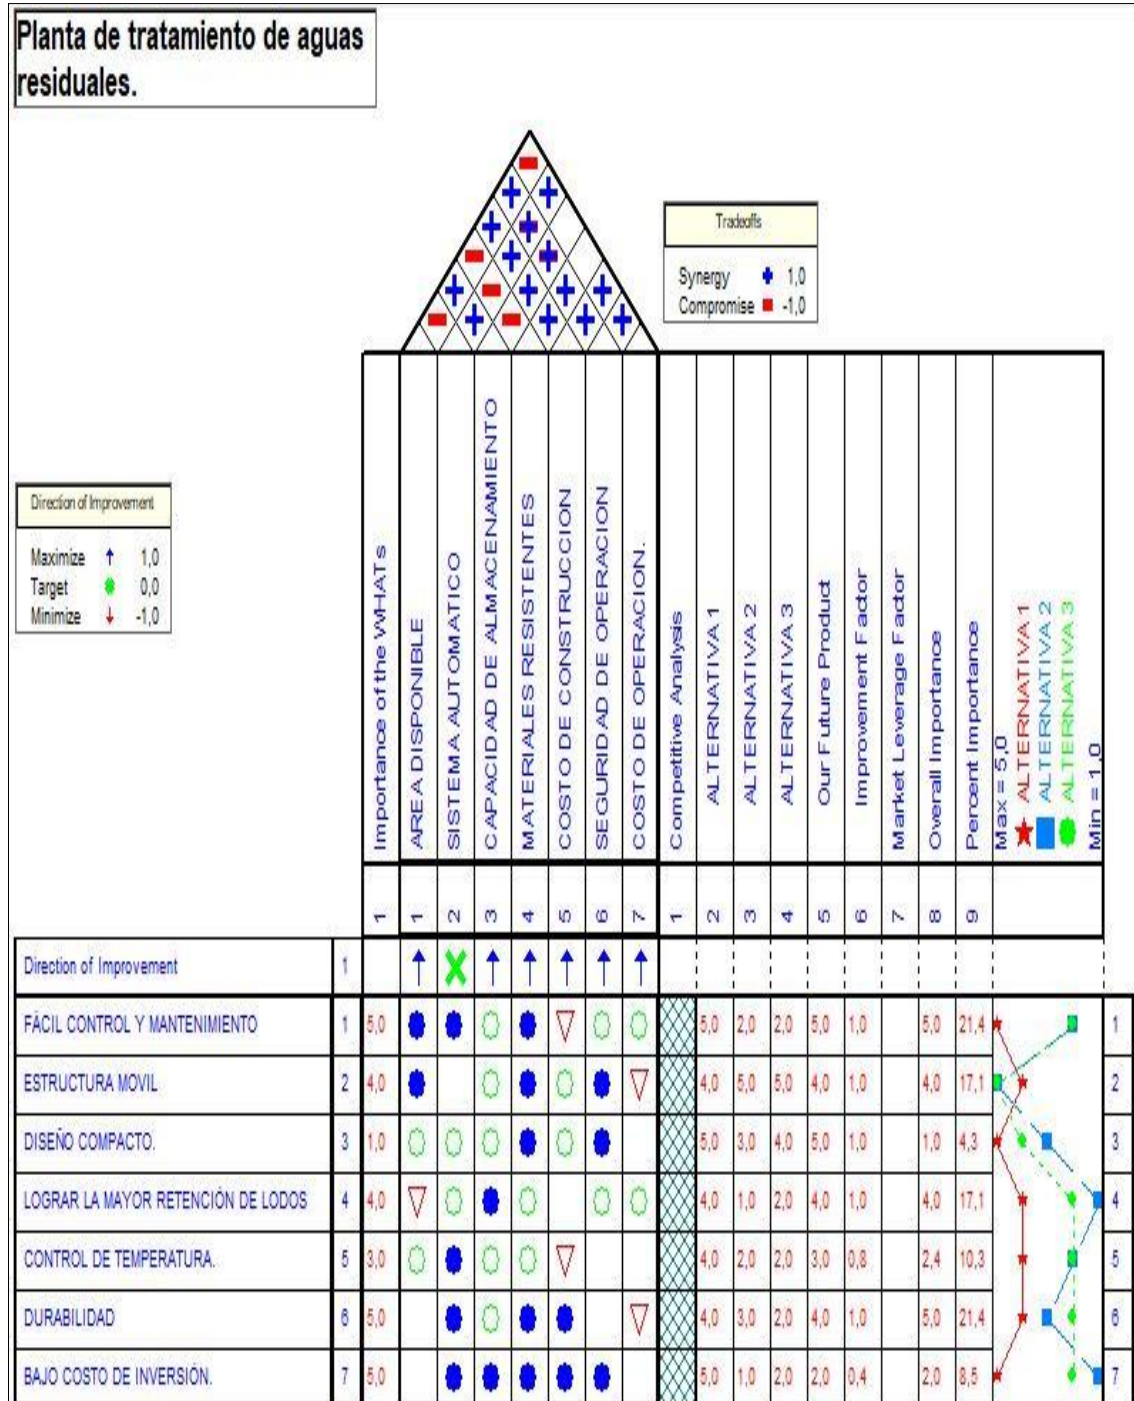 Planta de tratamiento de aguas
residuales.
Tradeoffs
Synergy 1,0
Compromise -1,0
Direction of Improvement
Maximize 1,0
Target 0,0
Minimize -1,0
Importance of the WHATs
AREA DISPONIBLE
SISTEMA AUTOMATICO
CAPACIDAD DE ALMACENAMIENTO
MATERIALES RESISTENTES
COSTO DE CONSTRUCCION
SEGURIDAD DE OPERACION
COSTO DE OPERACION.
Competitive Analysis
ALTERNATIVA 1
ALTERNATIVA 2
ALTERNATIVA 3
Our Future Product
Improvement Factor
Market Leverage Factor
Overall Importance
Percent Importance
Max = 5,0
ALTERNATIVA 1
ALTERNATIVA 2
ALTERNATIVA 3
Min = 1,0
1 1 2 3 4 5 6 7 1 2 3 4 5 6 7 8 9
Direction of Improvement 1
FÁCIL CONTROL Y MANTENIMIENTO 1 5,0 5,0 2,0 2,0 5,0 1,0 5,0 21,4 1
ESTRUCTURA MOVIL 2 4,0 4,0 5,0 5,0 4,0 1,0 4,0 17,1 2
DISEÑO COMPACTO. 3 1,0 5,0 3,0 4,0 5,0 1,0 1,0 4,3 3
LOGRAR LA MAYOR RETENCIÓN DE LODOS 4 4,0 4,0 1,0 2,0 4,0 1,0 4,0 17,1 4
CONTROL DE TEMPERATURA. 5 3,0 4,0 2,0 2,0 3,0 0,8 2,4 10,3 5
DURABILIDAD 6 5,0 4,0 3,0 2,0 4,0 1,0 5,0 21,4 6
BAJO COSTO DE INVERSIÓN. 7 5,0 5,0 1,0 2,0 2,0 0,4 2,0 8,5 7